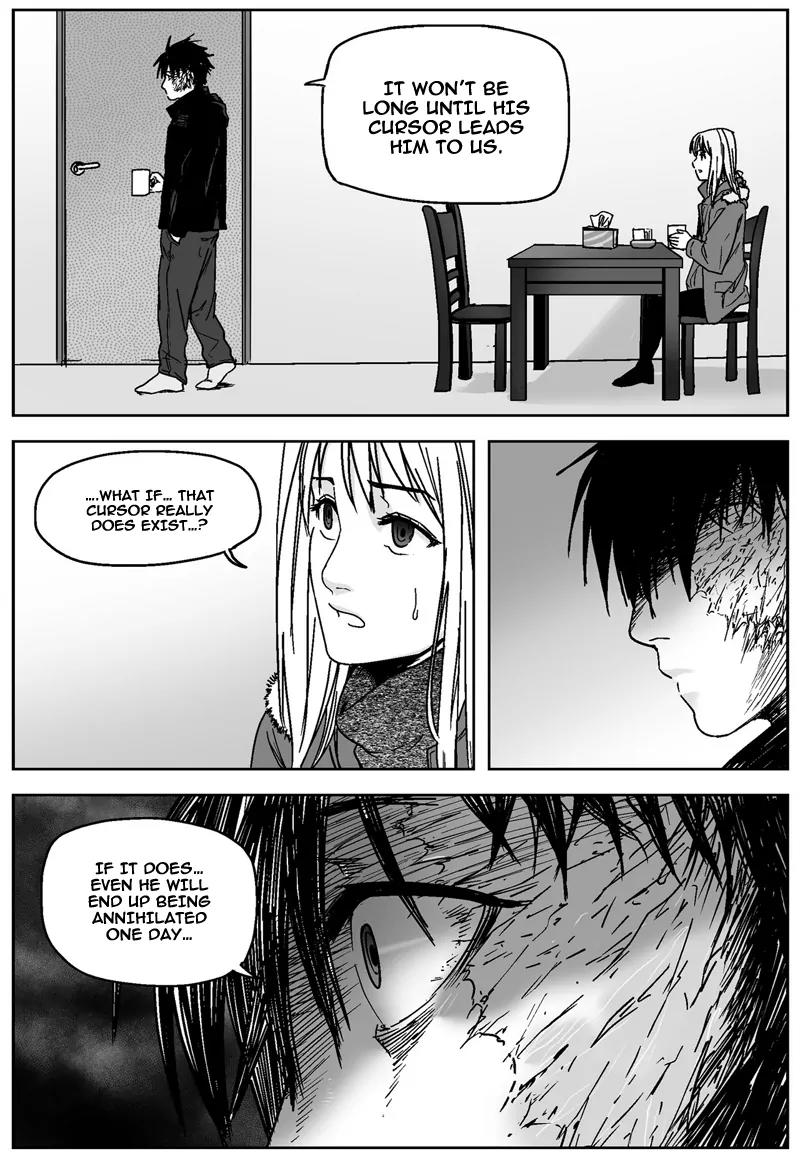 IT WON'T BE
LONG UNTIL HIS
CURSOR LEADS
HIM TO US.
....WHAT IF... THAT
CURSOR REALLY
DOES EXIST...?
IF IT DOES...
EVEN HE WILL
END UP BEING
ANNIHILATED
ONE DAY...